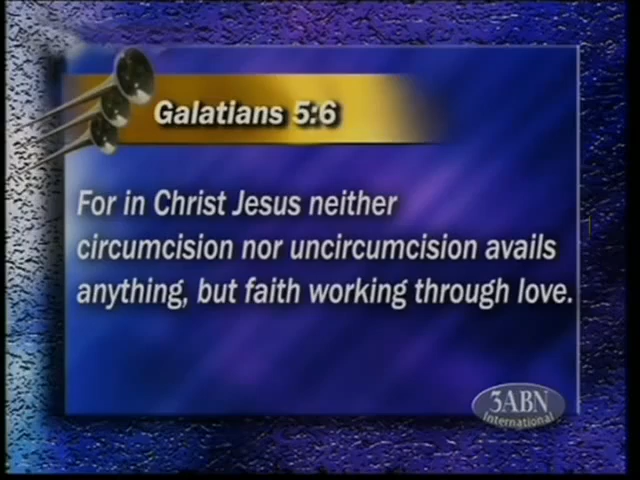 Galatians 5:6
For in Christ Jesus neither
circumcision nor uncircumcision avails
anything, but faith working through love.
3ABN
International